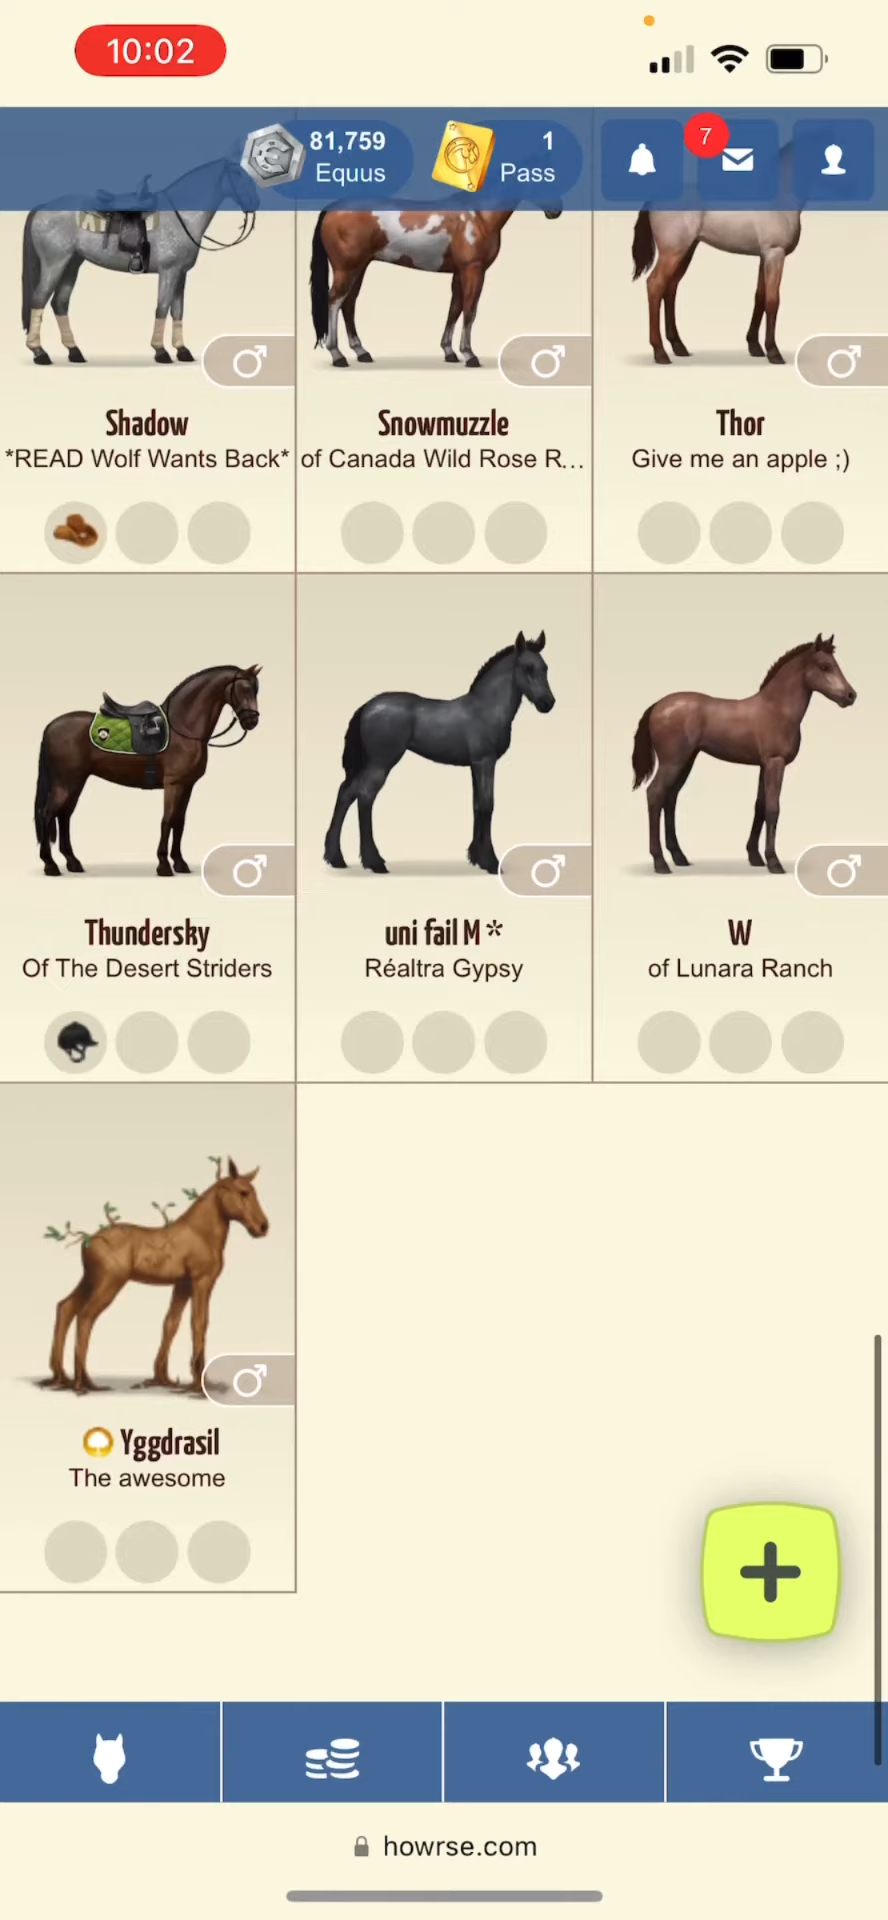 10:02
81,759
Equus
1
Pass
7
Shadow
*READ Wolf Wants Back*
Snowmuzzle
of Canada Wild Rose R...
Thor
Give me an apple ;)
Thundersky
Of The Desert Striders
uni fail M *
Réaltra Gypsy
W
of Lunara Ranch
Yggdrasil
The awesome
howrse.com